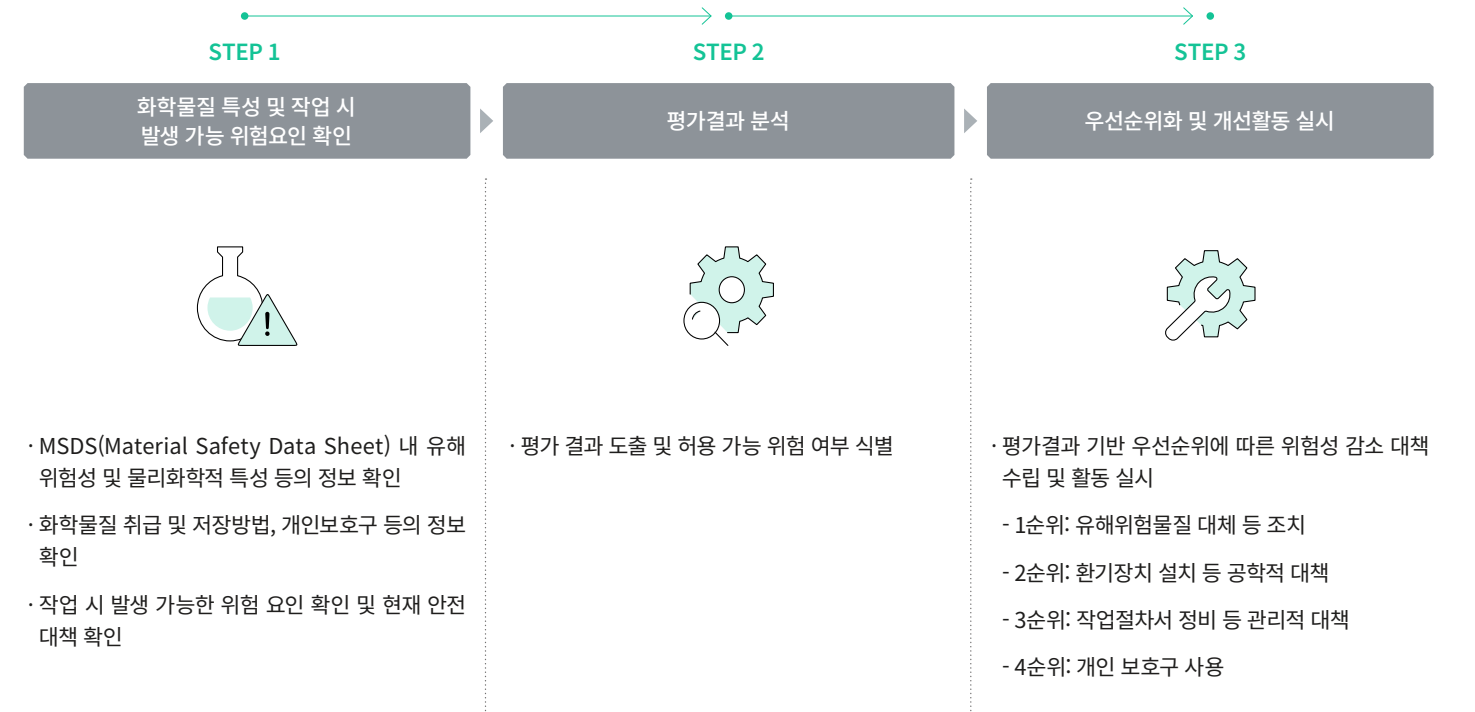 STEP 1
화학물질 특성 및 작업 시
발생 가능 위험요인 확인
· MSDS(Material Safety Data Sheet) 내 유해
위험성 및 물리화학적 특성 등의 정보 확인
· 화학물질 취급 및 저장방법, 개인보호구 등의 정보
확인
· 작업 시 발생 가능한 위험 요인 확인 및 현재 안전
대책 확인
STEP 2
평가결과 분석
· 평가 결과 도출 및 허용 가능 위험 여부 식별
STEP 3
우선순위화 및 개선활동 실시
· 평가결과 기반 우선순위에 따른 위험성 감소 대책
수립 및 활동 실시
- 1순위: 유해위험물질 대체 등 조치
- 2순위: 환기장치 설치 등 공학적 대책
- 3순위: 작업절차서 정비 등 관리적 대책
- 4순위: 개인 보호구 사용